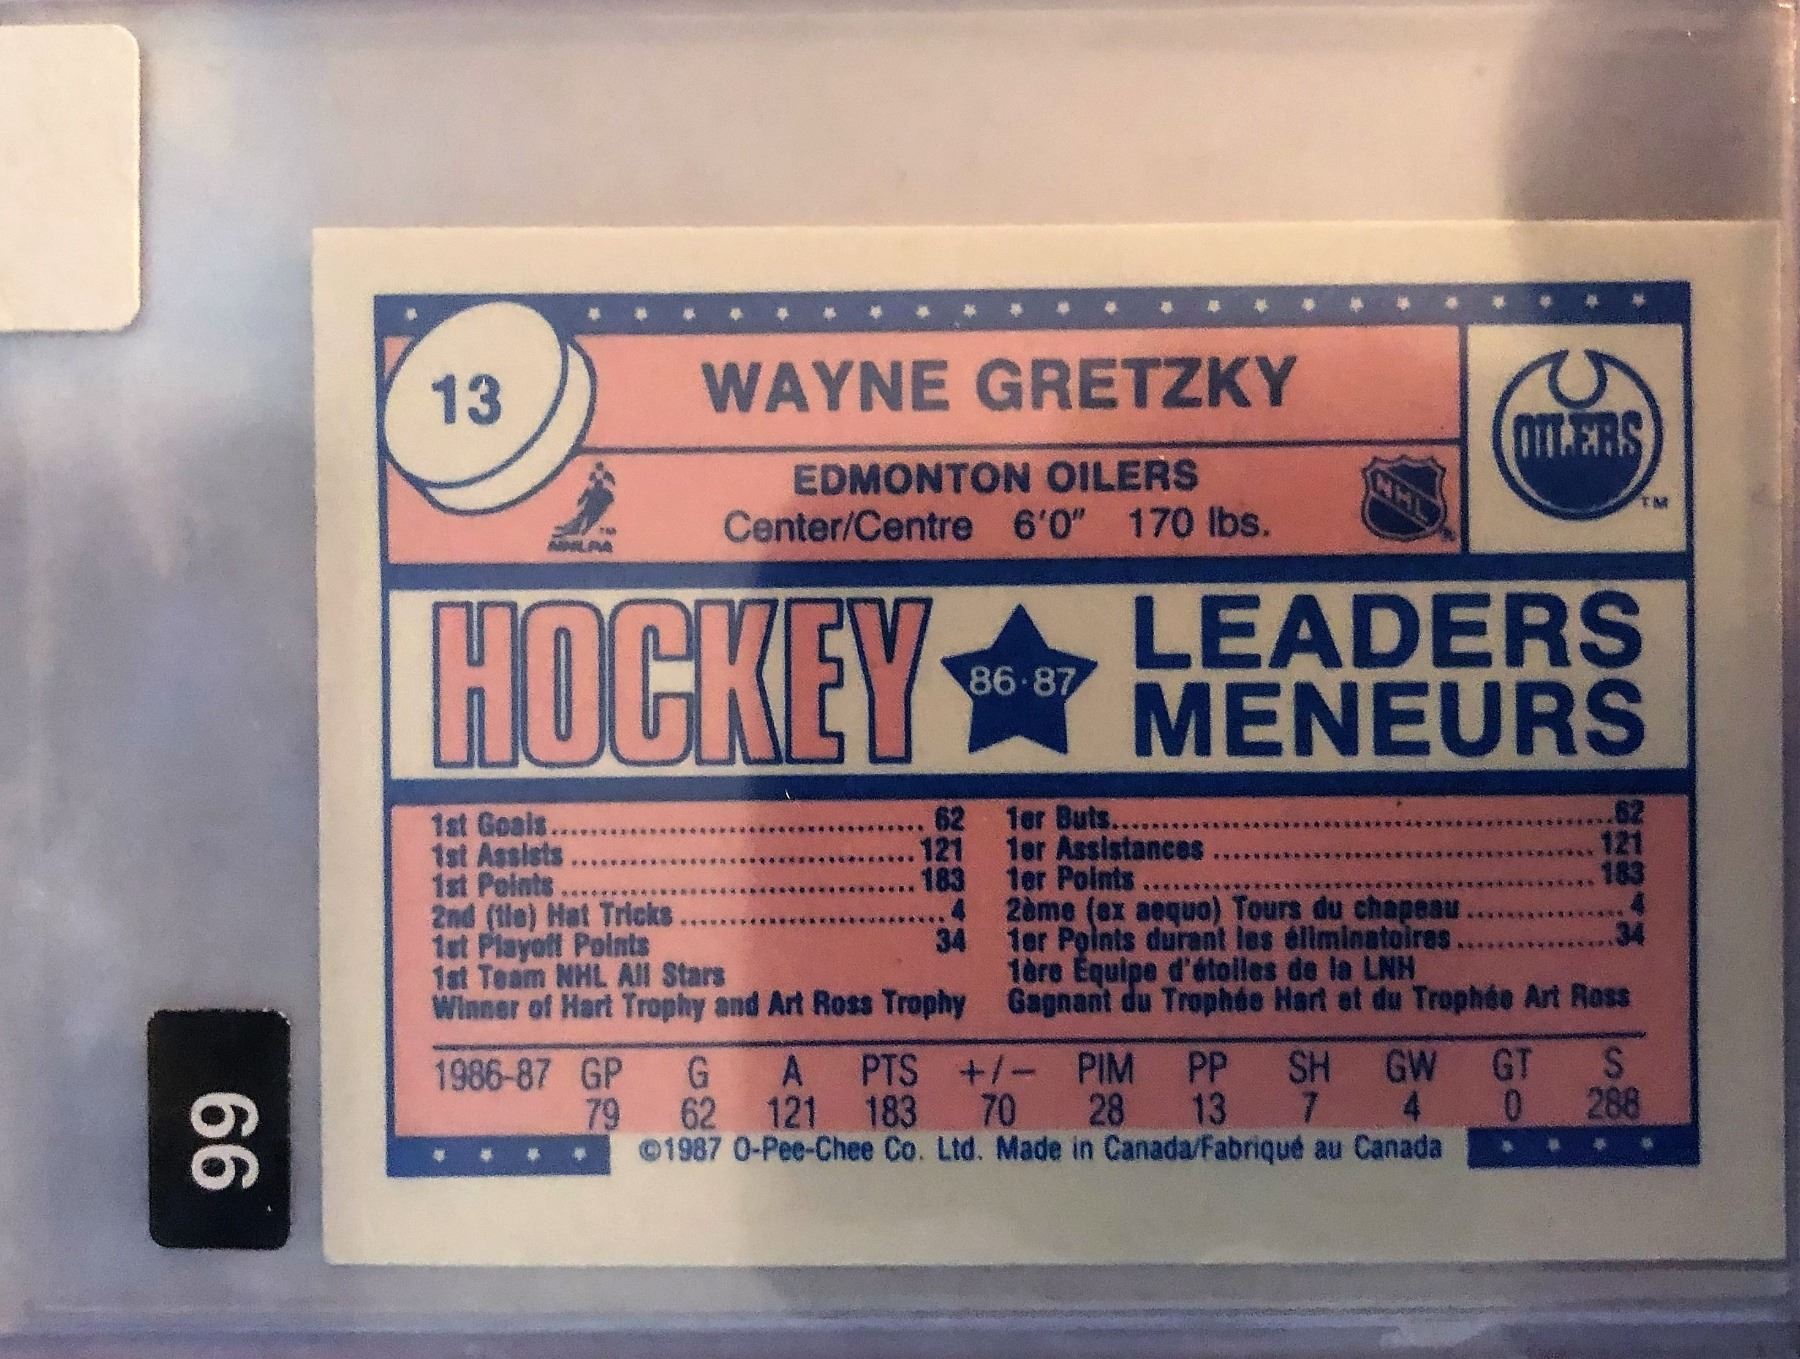 13
WAYNE GRETZKY
OILERS
TM
EDMONTON OILERS
Center/Centre 6'0" 170 lbs.
TM
NHLPA
NHL
HOCKEY
86·87
LEADERS
MENEURS
1st Goals.................................... 62
1st Assists ................................. 121
1st Points ................................... 183
2nd (tie) Hat Tricks ......................... 4
1st Playoff Points 34
1st Team NHL All Stars
Winner of Hart Trophy and Art Ross Trophy
1er Buts.....................................................62
1er Assistances ........................................ 121
1er Points ................................................ 183
2ème (ex aequo) Tours du chapeau ................ 4
1er Points durant les éliminatoires ................34
1ère Équipe d'étoiles de la LNH
Gagnant du Trophée Hart et du Trophée Art Ross
1986-87 GP G A PTS +/− PIM PP SH GW GT S
79 62 121 183 70 28 13 7 4 0 288
©1987 O-Pee-Chee Co. Ltd. Made in Canada/Fabriqué au Canada
99